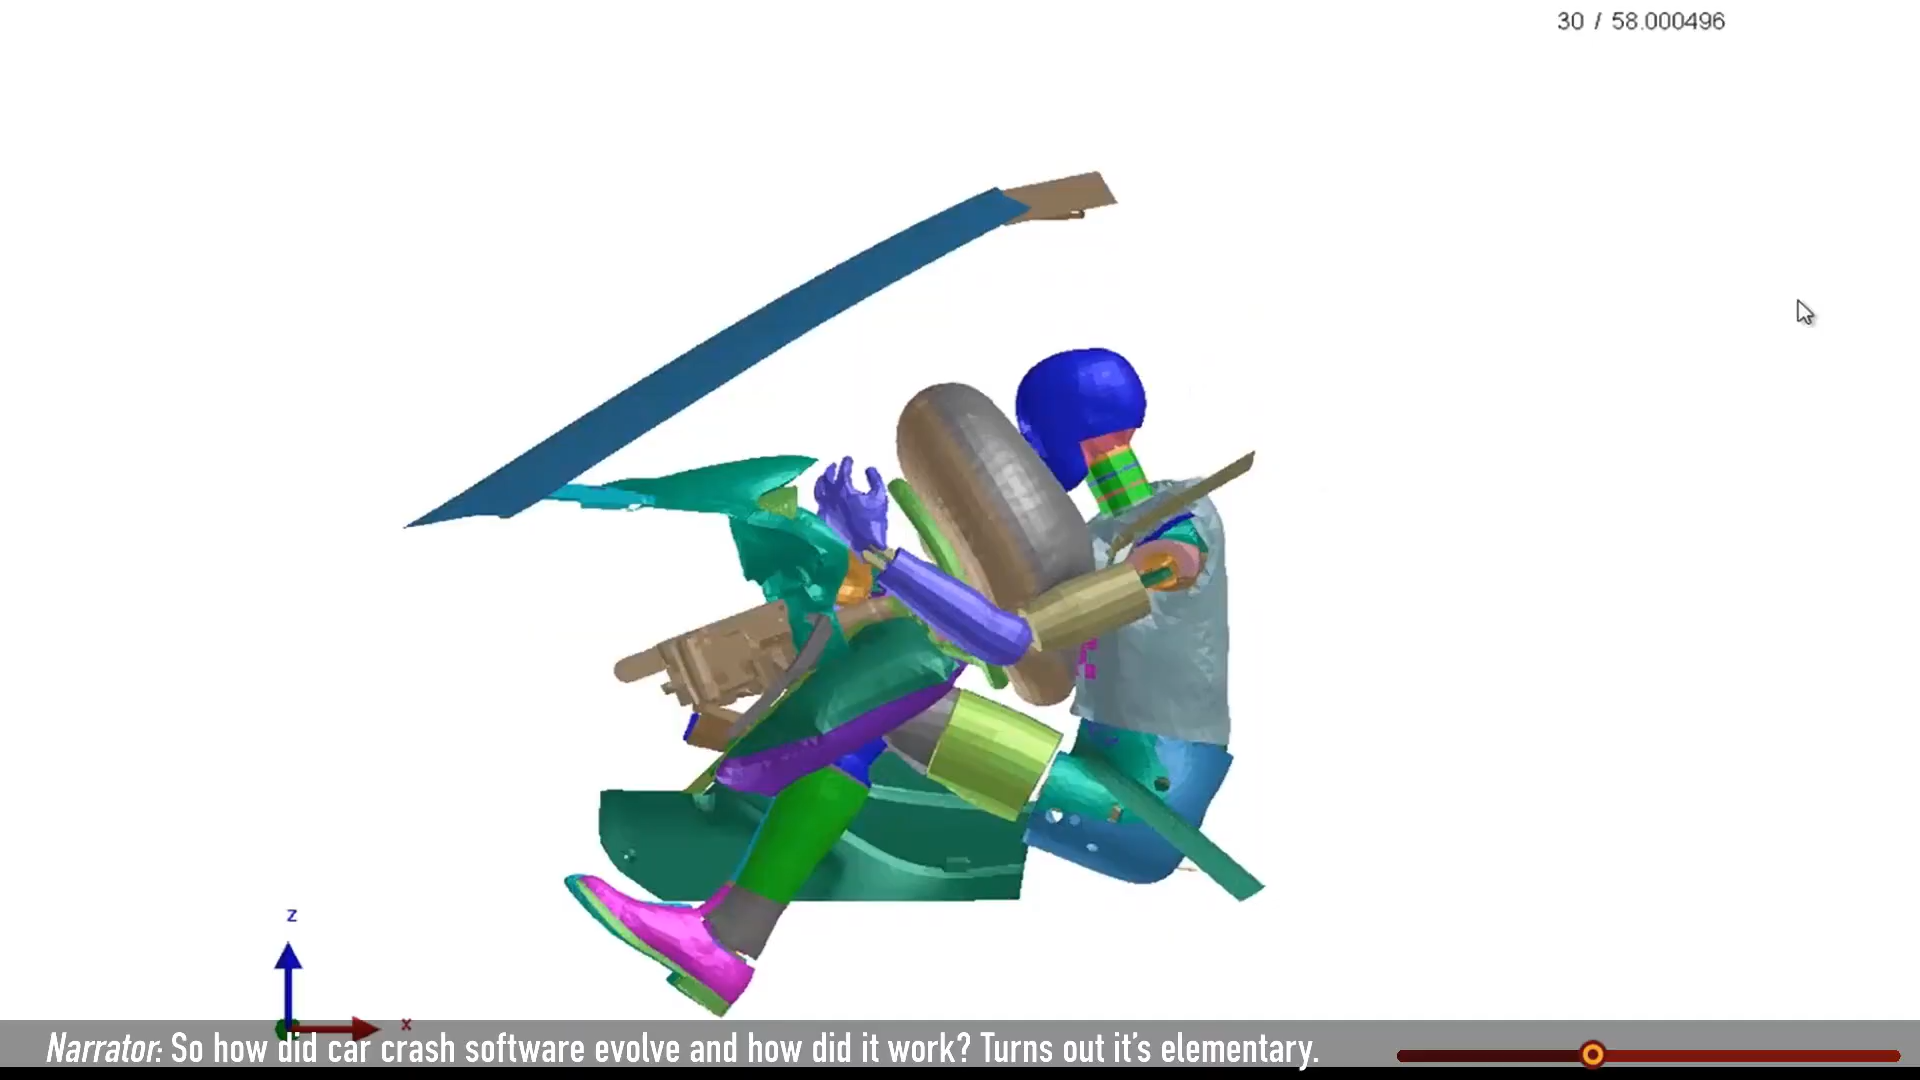 30 / 58.000496
z
x
Narrator: So how did car crash software evolve and how did it work? Turns out it’s elementary.